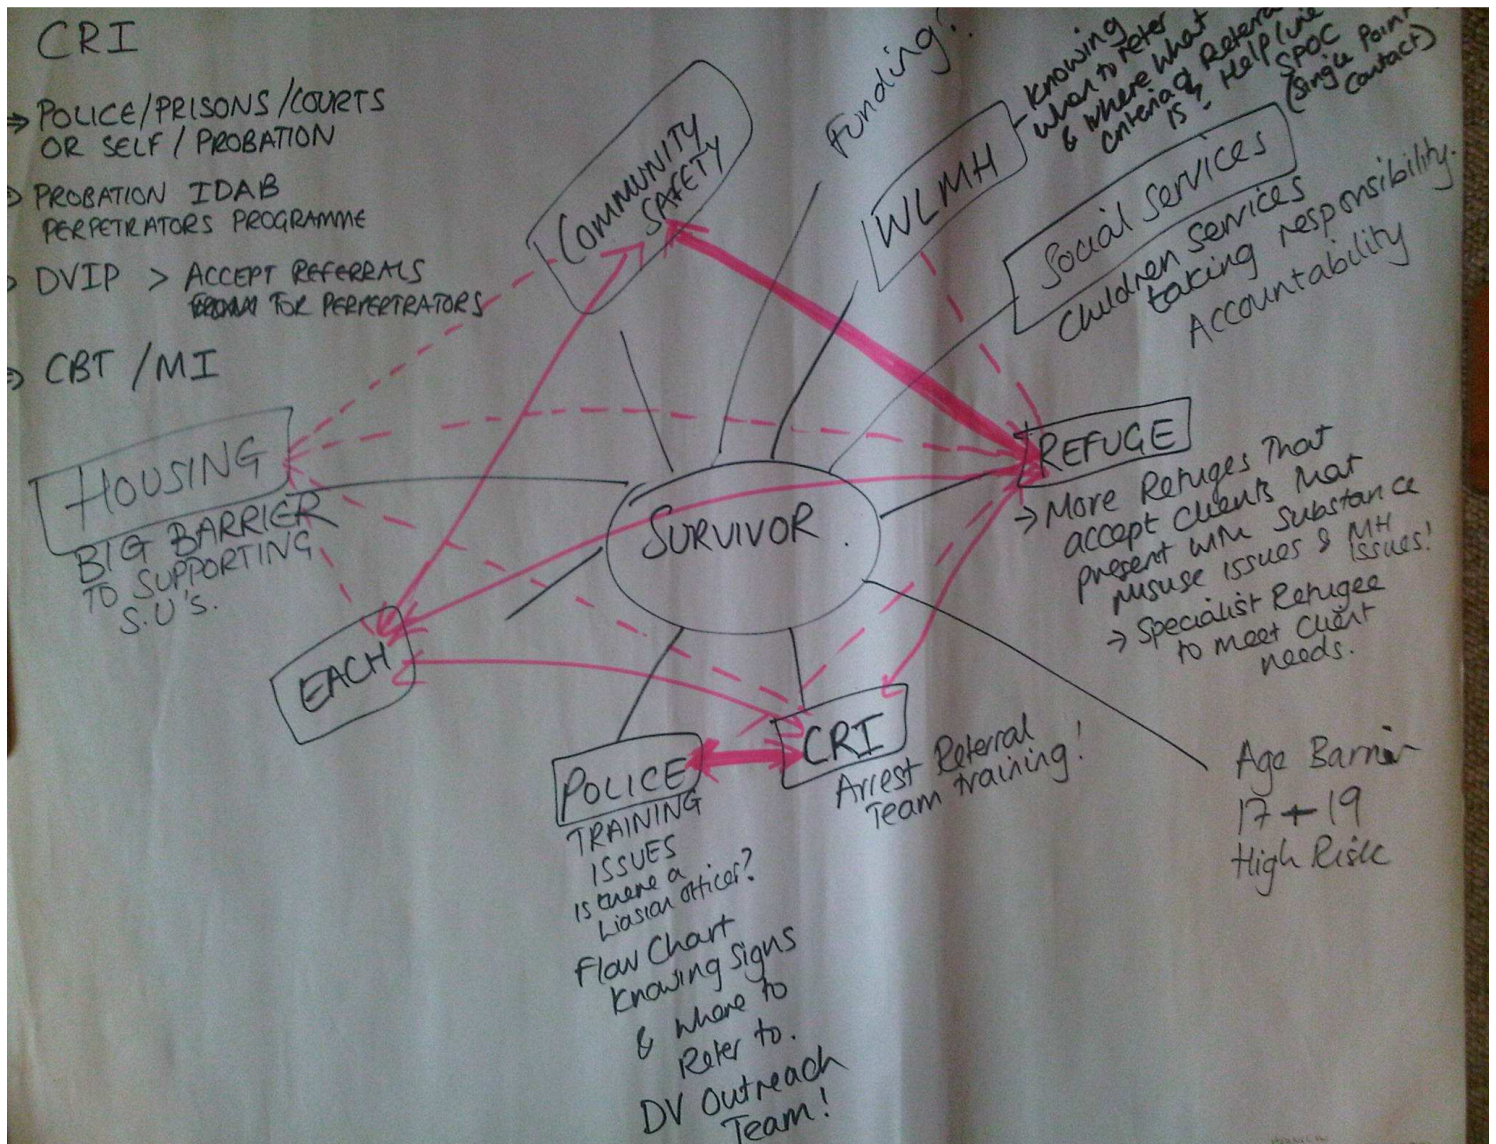 CRI
→ POLICE/PRISONS/COURTS
OR SELF / PROBATION
→ PROBATION IDAB
PERPETRATORS PROGRAMME
→ DVIP > ACCEPT REFERRALS
FOR PERPERTRATORS
→ CBT / MI
COMMUNITY
SAFETY
Funding?
WLMH
Knowing
when to refer
& where what
criteria of Referral
is? Helpline
SPOC
(Single Point
Contact)
Social Services
Children Services
taking responsibility.
Accountability
HOUSING
BIG BARRIER
TO SUPPORTING
S.U's.
SURVIVOR
REFUGE
→ More Refuges That
accept clients that
present with substance
misuse issues & MH
issues!
→ Specialist Refugee
to meet client
needs.
EACH
POLICE
TRAINING
ISSUES
Is there a
Liasian officer?
Flow Chart
Knowing Signs
& where to
Refer to.
DV Outreach
Team!
CRI
Arrest Referral
Team training!
Age Barrier
17 + 19
High Risk